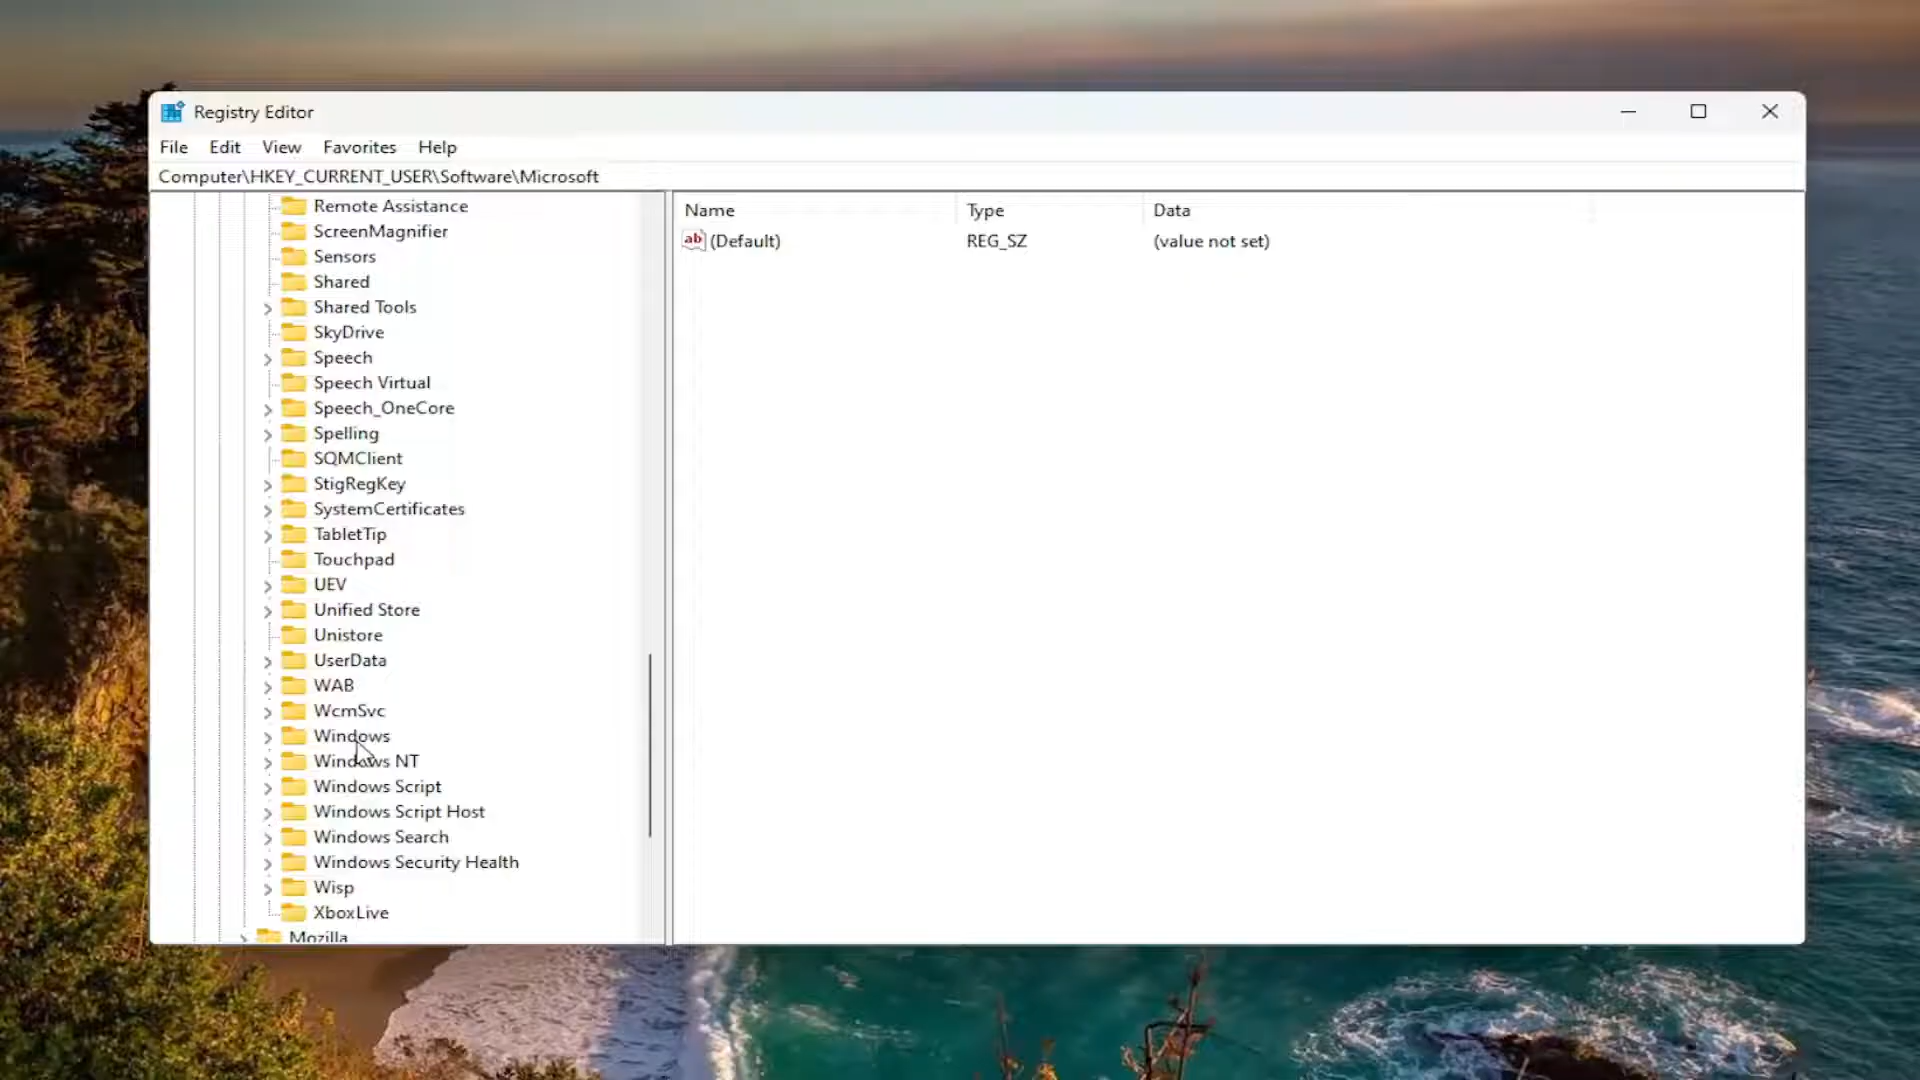 Registry Editor
File Edit View Favorites Help
Computer\HKEY_CURRENT_USER\Software\Microsoft
Name Type Data
ab (Default) REG_SZ (value not set)
Remote Assistance
ScreenMagnifier
Sensors
Shared
Shared Tools
SkyDrive
Speech
Speech Virtual
Speech_OneCore
Spelling
SQMClient
StigRegKey
SystemCertificates
TabletTip
Touchpad
UEV
Unified Store
Unistore
UserData
WAB
WcmSvc
Windows
Windows NT
Windows Script
Windows Script Host
Windows Search
Windows Security Health
Wisp
XboxLive
Mozilla